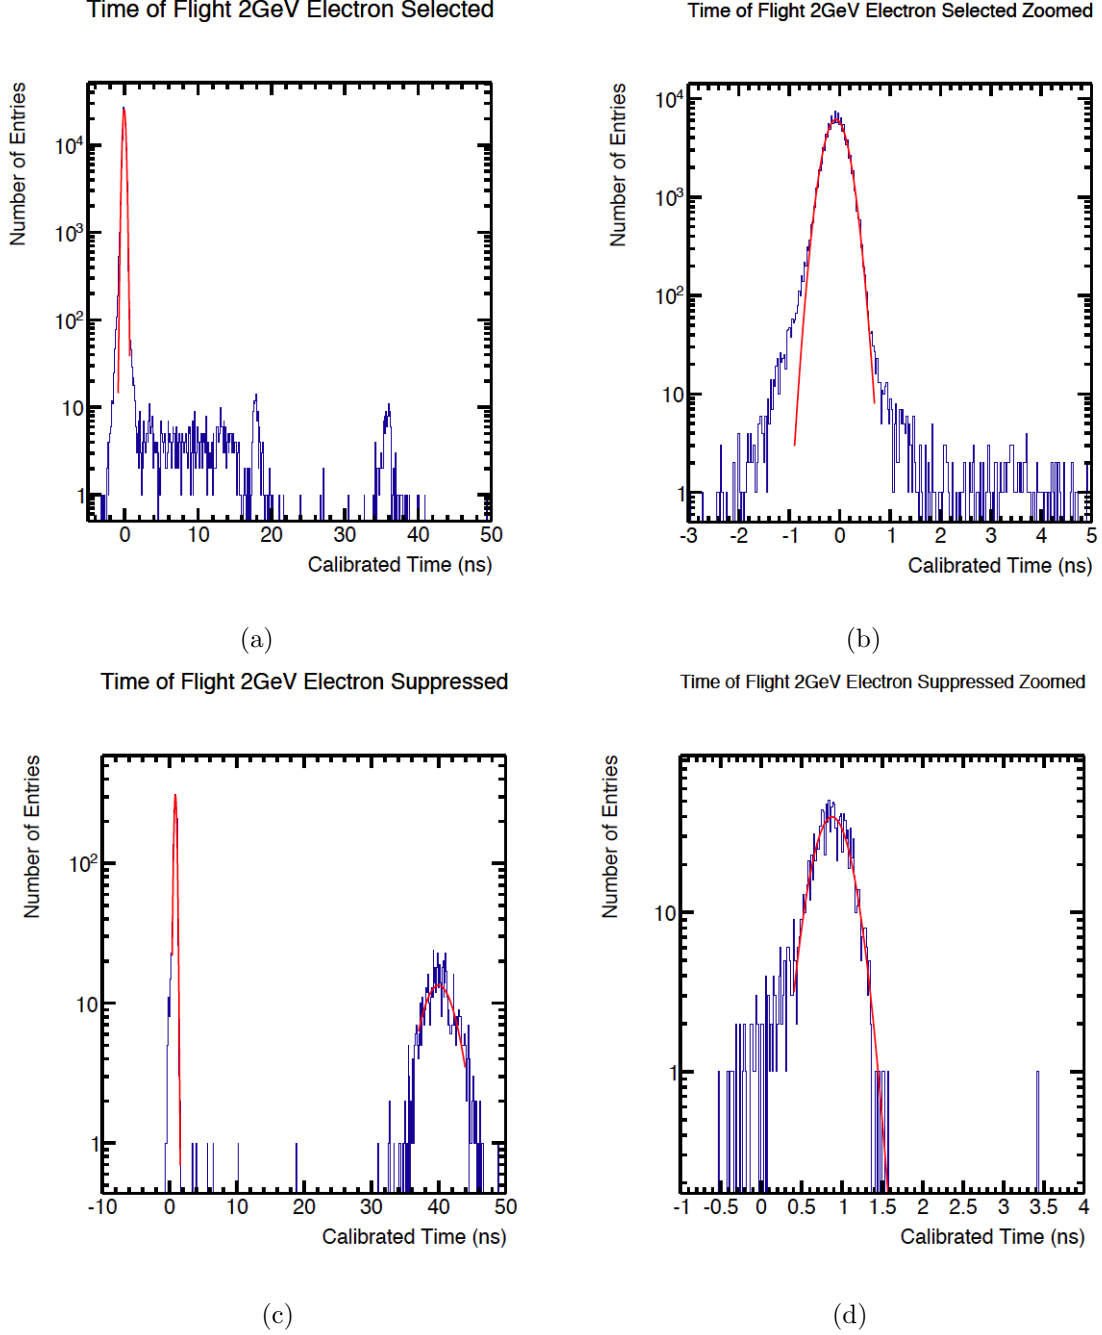 Time of Flight 2GeV Electron Selected
Number of Entries
10⁴
10³
10²
10
1
0 10 20 30 40 50
Calibrated Time (ns)
(a)
Time of Flight 2GeV Electron Selected Zoomed
Number of Entries
10⁴
10³
10²
10
1
-3 -2 -1 0 1 2 3 4 5
Calibrated Time (ns)
(b)
Time of Flight 2GeV Electron Suppressed
Number of Entries
10²
10
1
-10 0 10 20 30 40 50
Calibrated Time (ns)
(c)
Time of Flight 2GeV Electron Suppressed Zoomed
Number of Entries
10
1
-1 -0.5 0 0.5 1 1.5 2 2.5 3 3.5 4
Calibrated Time (ns)
(d)